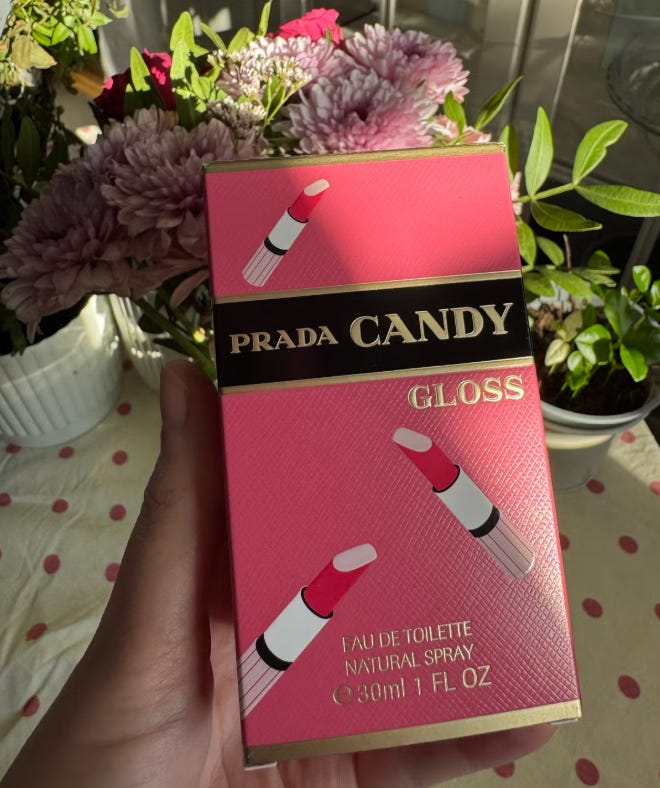 PRADA CANDY
GLOSS
EAU DE TOILETTE
NATURAL SPRAY
℮30ml 1 FL OZ